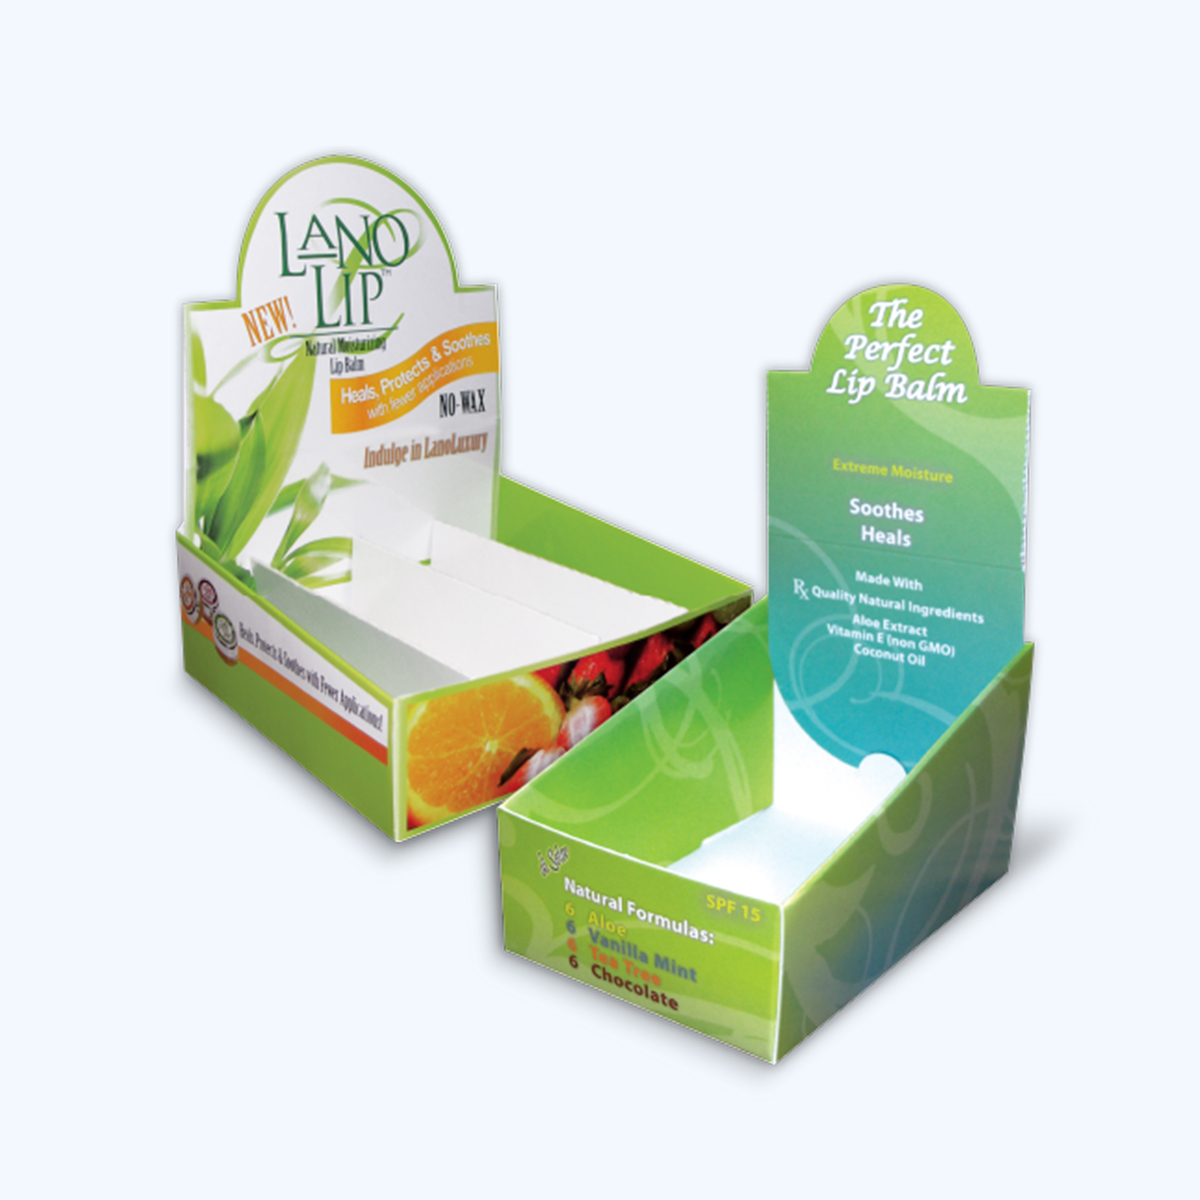 LANO
LIP™
NEW!
Natural Moisturizing
Lip Balm
Heals, Protects & Soothes
with fewer applications
NO-WAX
Indulge in LanoLuxury
Heals, Protects & Soothes with Fewer Applications!
The
Perfect
Lip Balm
Extreme Moisture
Soothes
Heals
Made With
Rx Quality Natural Ingredients
Aloe Extract
Vitamin E (non GMO)
Coconut Oil
SPF 15
Natural Formulas:
6 Aloe
6 Vanilla Mint
6 Tea Tree
6 Chocolate